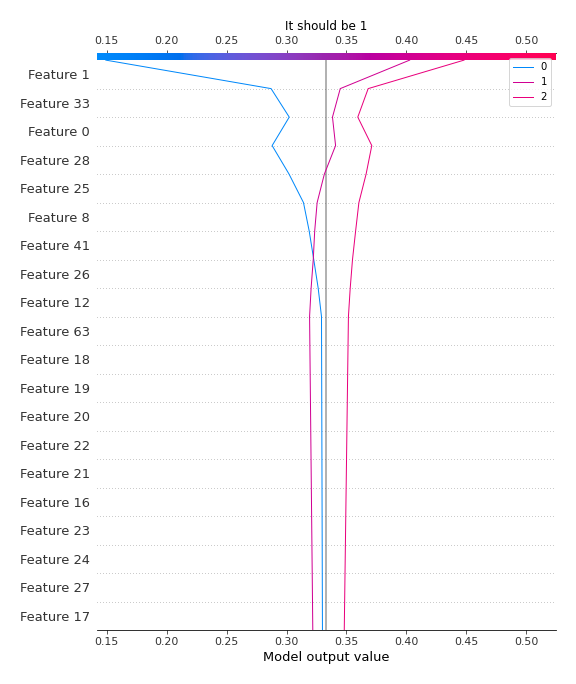 It should be 1
0.15 0.20 0.25 0.30 0.35 0.40 0.45 0.50
0
1
2
Feature 1
Feature 33
Feature 0
Feature 28
Feature 25
Feature 8
Feature 41
Feature 26
Feature 12
Feature 63
Feature 18
Feature 19
Feature 20
Feature 22
Feature 21
Feature 16
Feature 23
Feature 24
Feature 27
Feature 17
0.15 0.20 0.25 0.30 0.35 0.40 0.45 0.50
Model output value